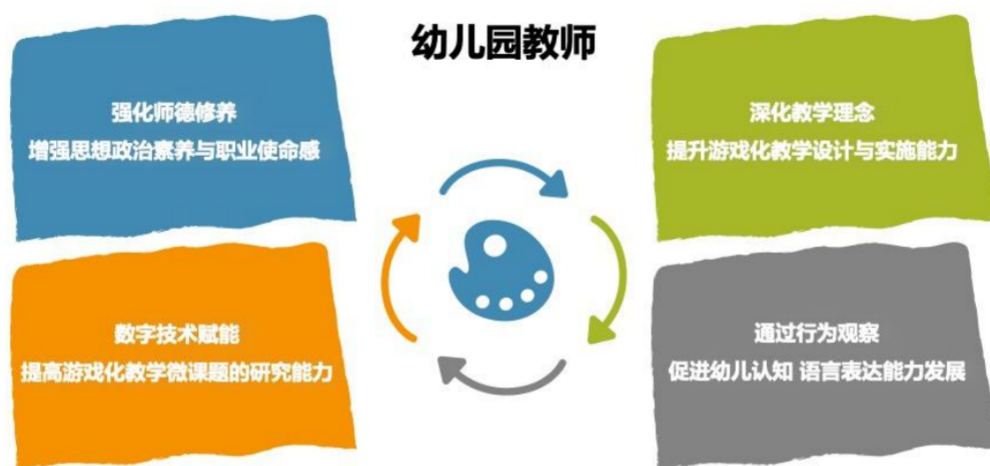 幼儿园教师
强化师德修养
增强思想政治素养与职业使命感
深化教学理念
提升游戏化教学设计与实施能力
数字技术赋能
提高游戏化教学微课题的研究能力
通过行为观察
促进幼儿认知 语言表达能力发展